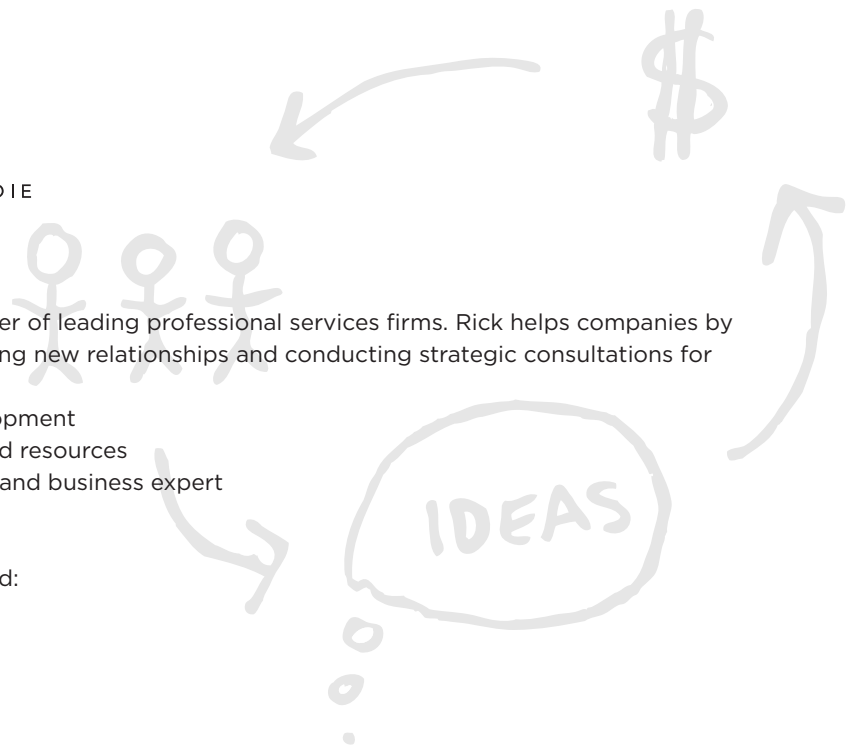 $
DIE
er of leading professional services firms. Rick helps companies by
ng new relationships and conducting strategic consultations for
opment
d resources
and business expert
IDEAS
d: